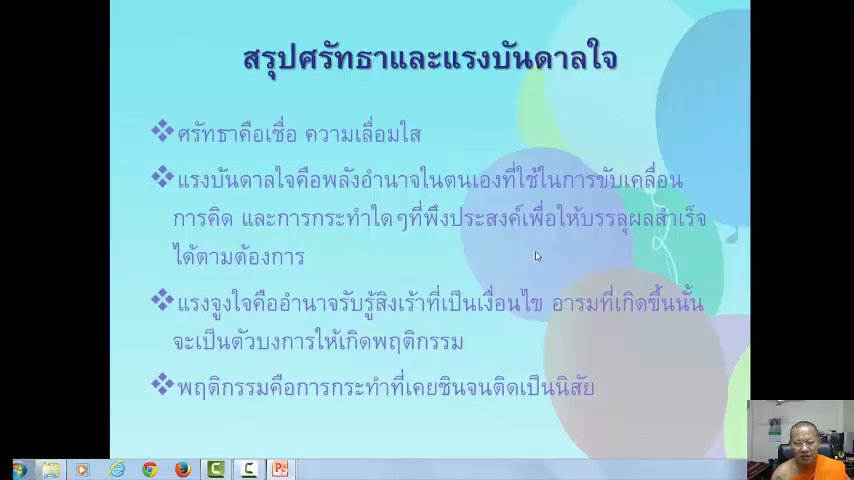 สรุปศรัทธาและแรงบันดาลใจ
❖ศรัทธาคือเชื่อ ความเลื่อมใส
❖แรงบันดาลใจคือพลังอำนาจในตนเองที่ใช้ในการขับเคลื่อน
การคิด และการกระทำใดๆที่พึงประสงค์เพื่อให้บรรลุผลสำเร็จ
ได้ตามต้องการ
❖แรงจูงใจคืออำนาจรับรู้สิงเร้าที่เป็นเงื่อนไข อารมที่เกิดขึ้นนั้น
จะเป็นตัวบงการให้เกิดพฤติกรรม
❖พฤติกรรมคือการกระทำที่เคยชินจนติดเป็นนิสัย